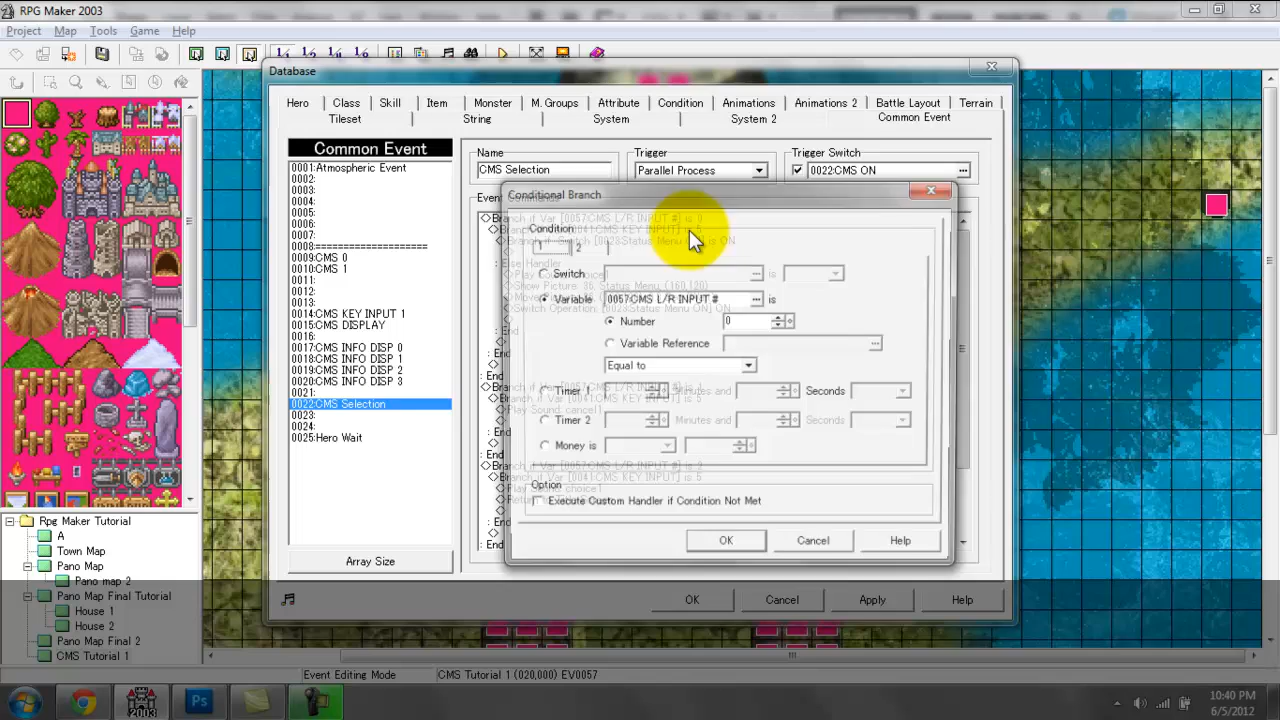 RPG Maker 2003
Project Map Tools Game Help
Database
Hero Class Skill Item Monster M. Groups Attribute Condition Animations Animations 2 Battle Layout Terrain
Tileset String System System 2 Common Event
Common Event
0001:Atmospheric Event
0002:
0003:
0004:
0005:
0006:
0007:
0008:====================
0009:CMS 0
0010:CMS 1
0011:
0012:
0013:
0014:CMS KEY INPUT 1
0015:CMS DISPLAY
0016:
0017:CMS INFO DISP 0
0018:CMS INFO DISP 1
0019:CMS INFO DISP 2
0020:CMS INFO DISP 3
0021:
0022:CMS Selection
0023:
0024:
0025:Hero Wait
Array Size
Name
CMS Selection
Trigger
Parallel Process
Trigger Switch
0022:CMS ON
Conditional Branch
Condition
1 2
Switch is
Variable 0057:CMS L/R INPUT # is
Number 0
Variable Reference
Equal to
Timer 1 Minutes and Seconds
Timer 2 Minutes and Seconds
Money is
Option
Execute Custom Handler if Condition Not Met
OK Cancel Help
: End
OK Cancel Apply Help
Rpg Maker Tutorial
A
Town Map
Pano Map
Pano map 2
Pano Map Final Tutorial
House 1
House 2
Pano Map Final 2
CMS Tutorial 1
Event Editing Mode CMS Tutorial 1 (020,000) EV0057
Ps
2003
10:40 PM
6/5/2012